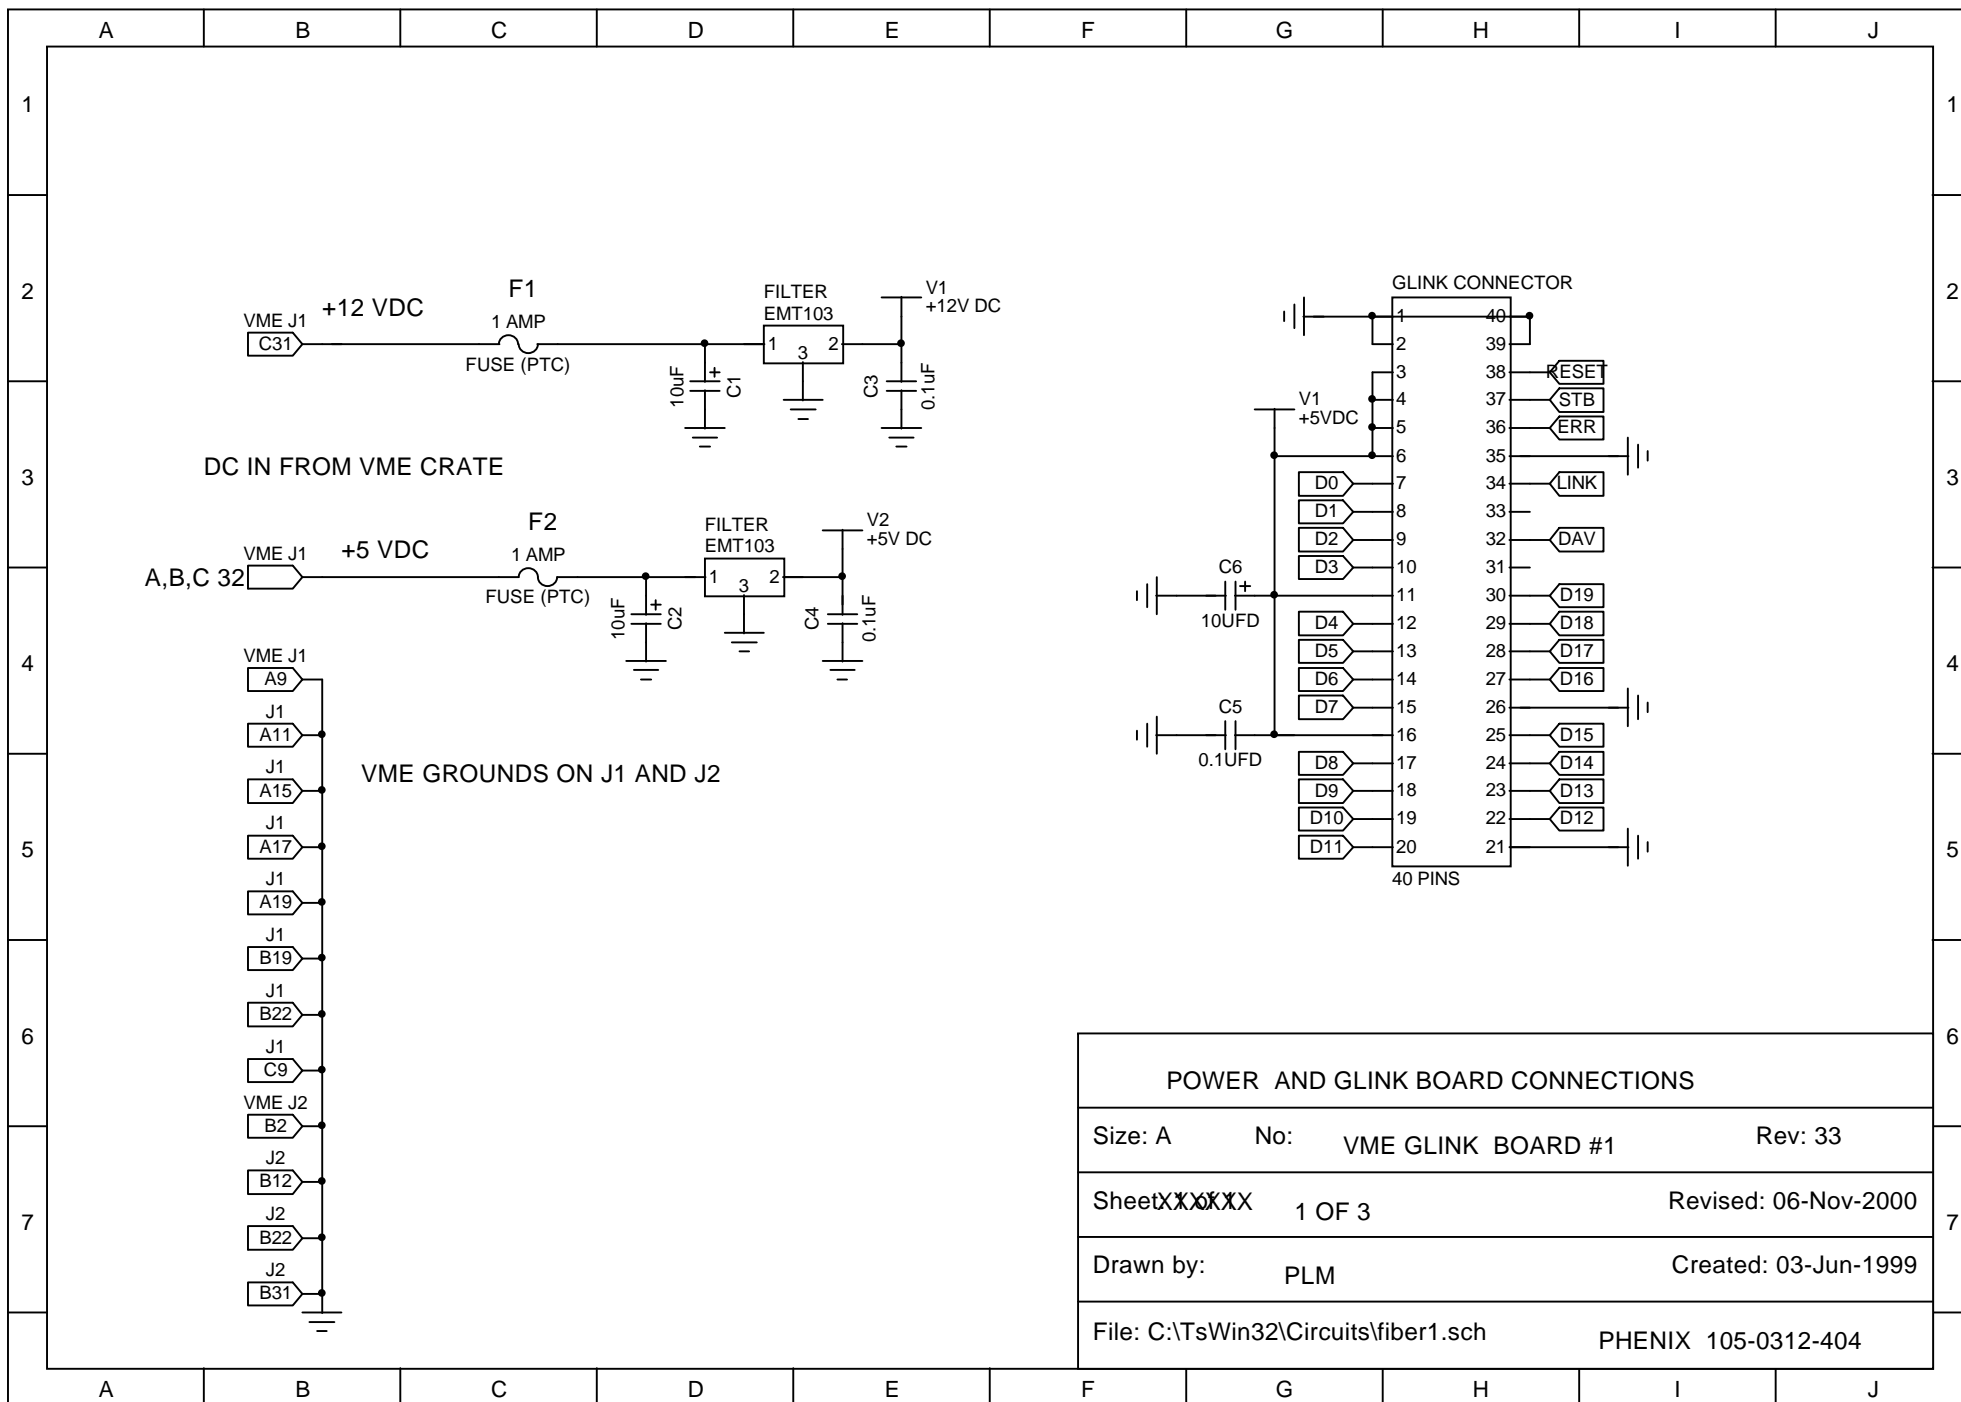 A B C D E F G H I J
1 1
2 2
3 3
4 4
5 5
6 6
7 7
VME J1
C31
+12 VDC
F1
1 AMP
FUSE (PTC)
10uF
+
C1
FILTER
EMT103
1 3 2
V1
+12V DC
C3
0.1uF
DC IN FROM VME CRATE
VME J1
A,B,C 32
+5 VDC
F2
1 AMP
FUSE (PTC)
10uF
+
C2
FILTER
EMT103
1 3 2
V2
+5V DC
C4
0.1uF
VME J1
A9
J1
A11
J1
A15
J1
A17
J1
A19
J1
B19
J1
B22
J1
C9
VME J2
B2
J2
B12
J2
B22
J2
B31
VME GROUNDS ON J1 AND J2
GLINK CONNECTOR
1 40
2 39
3 38 RESET
V1
+5VDC
4 37 STB
5 36 ERR
6 35
D0 7 34 LINK
D1 8 33
D2 9 32 DAV
D3 10 31
C6
+
10UFD
11 30 D19
D4 12 29 D18
D5 13 28 D17
D6 14 27 D16
D7 15 26
C5
0.1UFD
16 25 D15
D8 17 24 D14
D9 18 23 D13
D10 19 22 D12
D11 20 21
40 PINS
POWER AND GLINK BOARD CONNECTIONS
Size: A No: VME GLINK BOARD #1 Rev: 33
Sheet 1 OF 3 Revised: 06-Nov-2000
Drawn by: PLM Created: 03-Jun-1999
File: C:\TsWin32\Circuits\fiber1.sch PHENIX 105-0312-404
A B C D E F G H I J